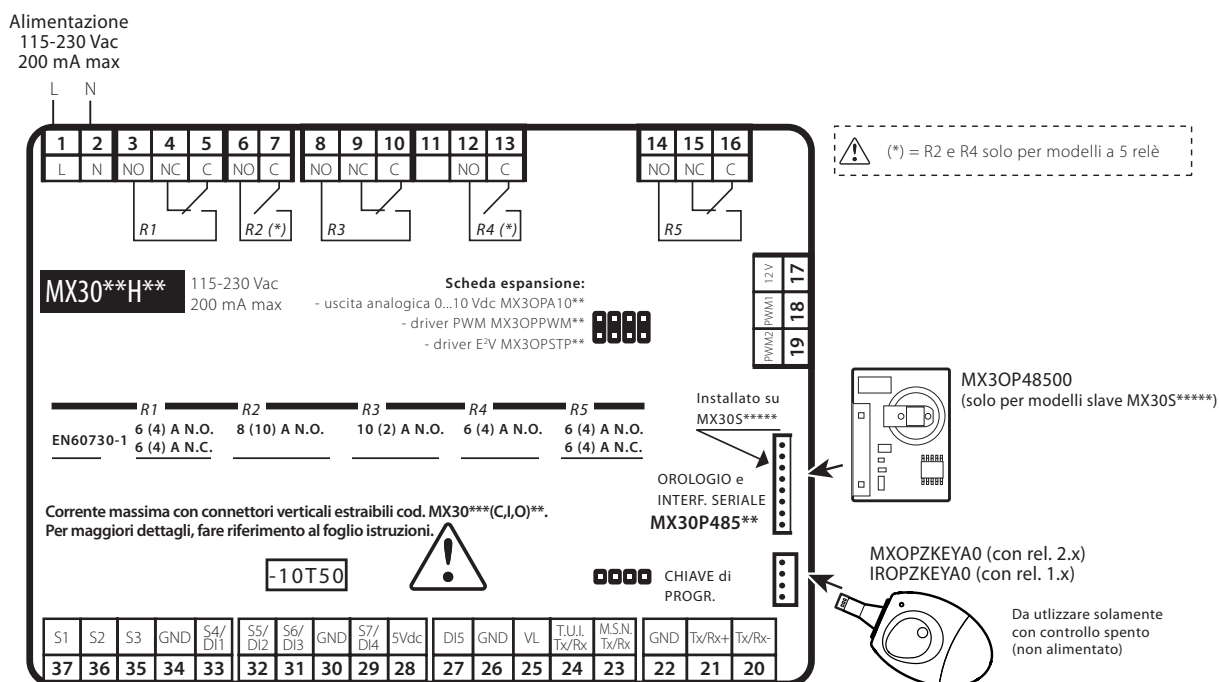 Alimentazione
115-230 Vac
200 mA max
L N
1 2 3 4 5 6 7 8 9 10 11 12 13 14 15 16
L N NO NC C NO C NO NC C NO C NO NC C
R1 R2 (*) R3 R4 (*) R5
(*) = R2 e R4 solo per modelli a 5 relè
MX30**H**
115-230 Vac
200 mA max
Scheda espansione:
- uscita analogica 0...10 Vdc MX3OPA10**
- driver PWM MX3OPPWM**
- driver E²V MX3OPSTP**
12 V 17
PWM1 18
PWM2 19
R1 R2 R3 R4 R5
EN60730-1
6 (4) A N.O. 8 (10) A N.O. 10 (2) A N.O. 6 (4) A N.O. 6 (4) A N.O.
6 (4) A N.C. 6 (4) A N.C.
Installato su
MX30S*****
MX3OP48500
(solo per modelli slave MX30S*****)
OROLOGIO e
INTERF. SERIALE
MX30P485**
Corrente massima con connettori verticali estraibili cod. MX30***(C,I,O)**.
Per maggiori dettagli, fare riferimento al foglio istruzioni.
-10T50
CHIAVE di
PROGR.
MXOPZKEYA0 (con rel. 2.x)
IROPZKEYA0 (con rel. 1.x)
Da utilizzare solamente
con controllo spento
(non alimentato)
S1 S2 S3 GND S4/DI1 S5/DI2 S6/DI3 GND S7/DI4 5Vdc DI5 GND VL T.U.I. Tx/Rx M.S.N. Tx/Rx GND Tx/Rx+ Tx/Rx-
37 36 35 34 33 32 31 30 29 28 27 26 25 24 23 22 21 20